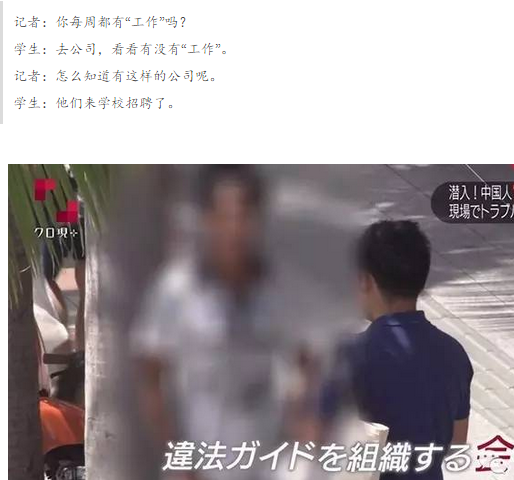 记者：你每周都有“工作”吗？
学生：去公司，看看有没有“工作”。
记者：怎么知道有这样的公司呢。
学生：他们来学校招聘了。
クロ現+
潜入！中国人
現場でトラブル
違法ガイドを組織する会